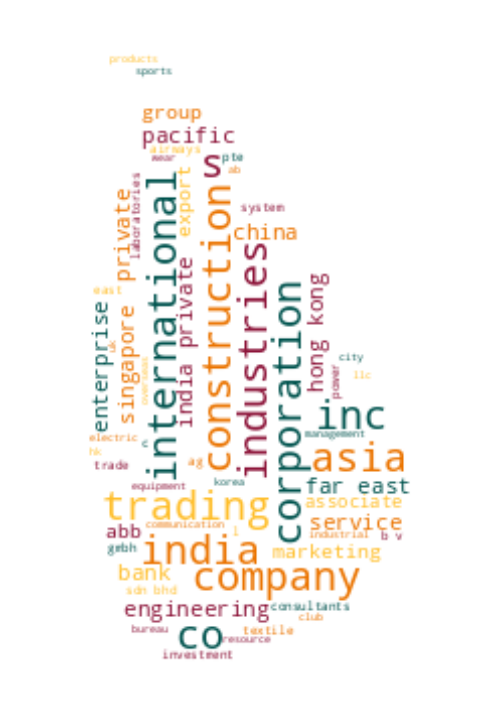 products
sports
group
pacific
airways
wear
s
pte
ab
export
laboratories
private
international
construction
system
china
industries
india private
east
enterprise
uk
singapore
overseas
corporation
hong kong
city
llc
power
inc
management
electric
c
hk
trade
ag
asia
korea
equipment
far east
trading
associate
communication
l
service
industrial
b v
abb
gmbh
india
marketing
bank
company
sdn bhd
engineering
consultants
club
bureau
co
textile
resource
investment